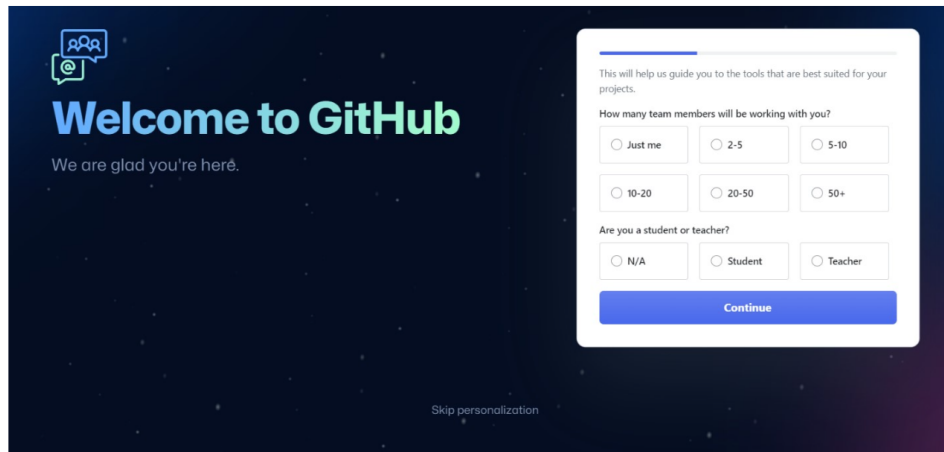 @
Welcome to GitHub
We are glad you're here.
This will help us guide you to the tools that are best suited for your
projects.
How many team members will be working with you?
Just me
2-5
5-10
10-20
20-50
50+
Are you a student or teacher?
N/A
Student
Teacher
Continue
Skip personalization